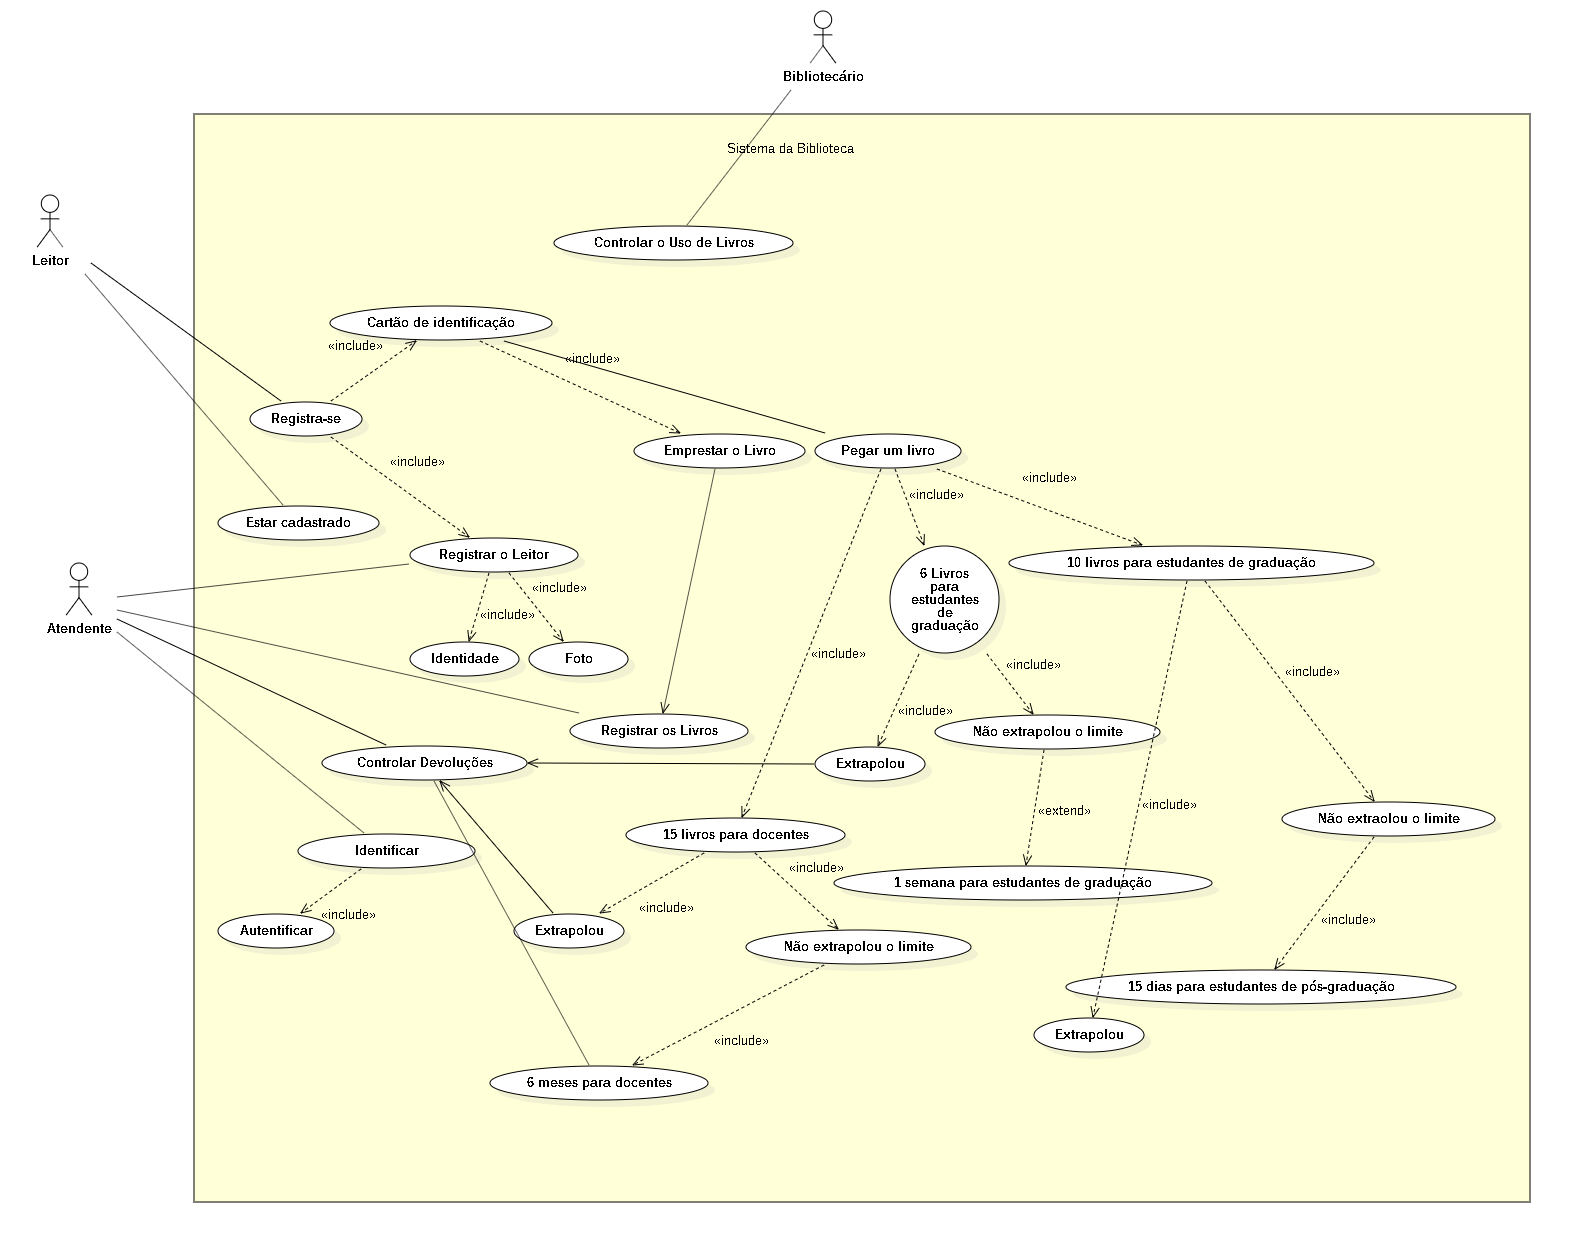 Bibliotecário
Sistema da Biblioteca
Controlar o Uso de Livros
Leitor
Cartão de identificação
«include»
«include»
Registra-se
Emprestar o Livro
Pegar um livro
«include»
«include»
«include»
Estar cadastrado
Registrar o Leitor
10 livros para estudantes de graduação
6 Livros
para
estudantes
de
graduação
«include»
«include»
Atendente
Identidade
Foto
«include»
«include»
«include»
«include»
Registrar os Livros
Não extrapolou o limite
Controlar Devoluções
Extrapolou
«include»
«extend»
Não extraolou o limite
15 livros para docentes
Identificar
«include»
1 semana para estudantes de graduação
«include»
«include»
«include»
Autentificar
Extrapolou
Não extrapolou o limite
15 dias para estudantes de pós-graduação
Extrapolou
«include»
6 meses para docentes